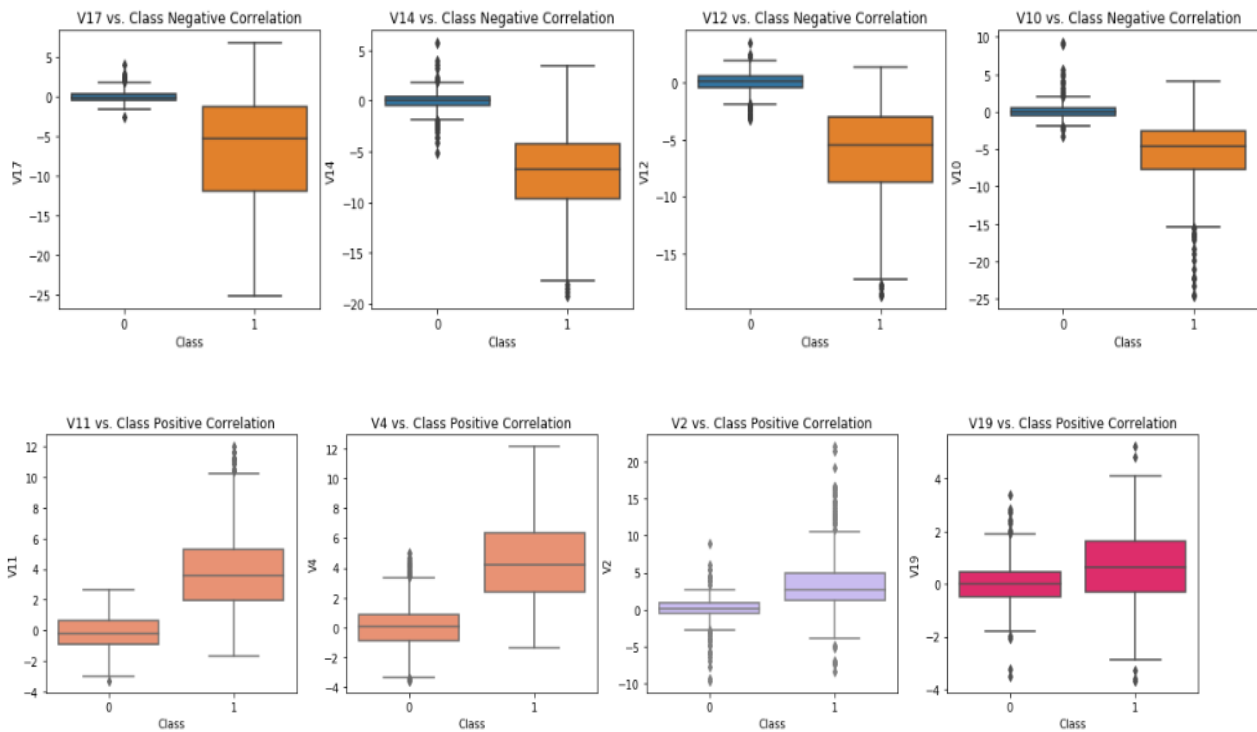 V17 vs. Class Negative Correlation
V17
5
0
−5
−10
−15
−20
−25
0 1
Class
V14 vs. Class Negative Correlation
V14
5
0
−5
−10
−15
−20
0 1
Class
V12 vs. Class Negative Correlation
V12
0
−5
−10
−15
0 1
Class
V10 vs. Class Negative Correlation
V10
10
5
0
−5
−10
−15
−20
−25
0 1
Class
V11 vs. Class Positive Correlation
V11
12
10
8
6
4
2
0
−2
−4
0 1
Class
V4 vs. Class Positive Correlation
V4
12
10
8
6
4
2
0
−2
−4
0 1
Class
V2 vs. Class Positive Correlation
V2
20
15
10
5
0
−5
−10
0 1
Class
V19 vs. Class Positive Correlation
V19
4
2
0
−2
−4
0 1
Class